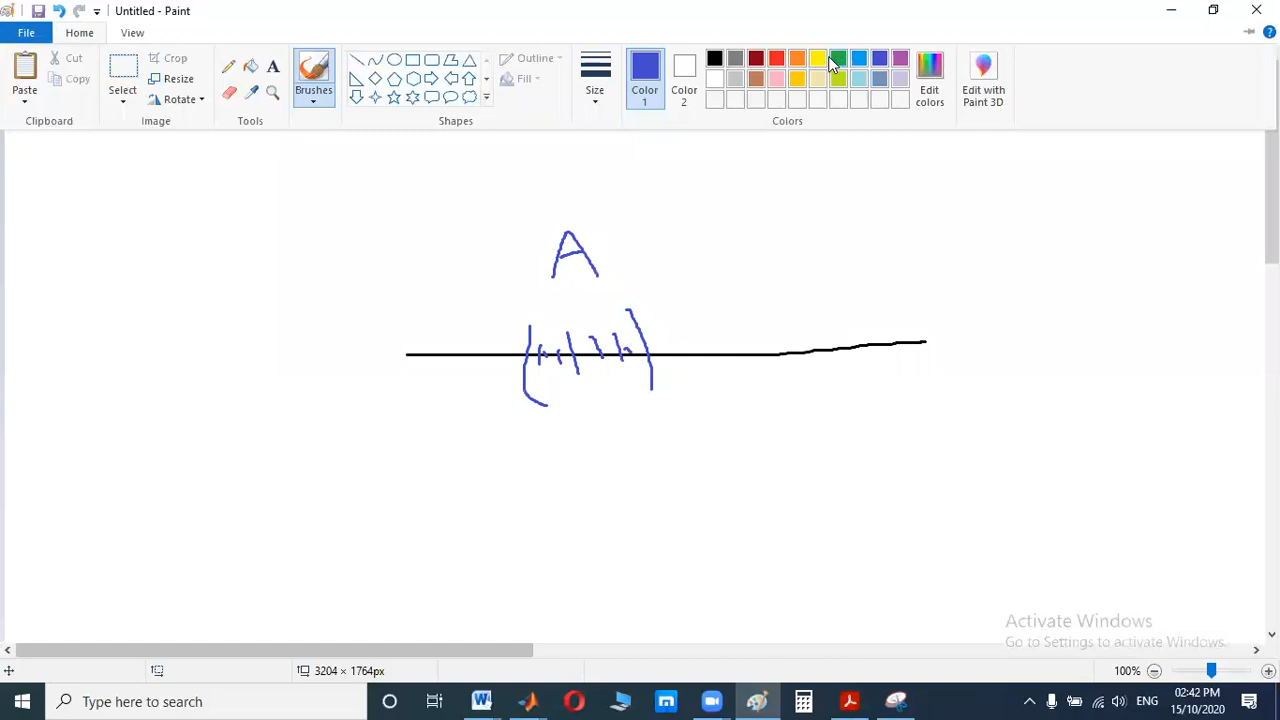 Untitled - Paint
File Home View
Paste
Cut
Copy
Clipboard
Select
Crop
Resize
Rotate
Image
A
Tools
Brushes
Outline
Fill
Shapes
Size
Color 1
Color 2
Colors
Edit colors
Edit with Paint 3D
A
Activate Windows
Go to Settings to activate Windows.
3204 × 1764px
100%
Type here to search
W
ENG
02:42 PM
15/10/2020